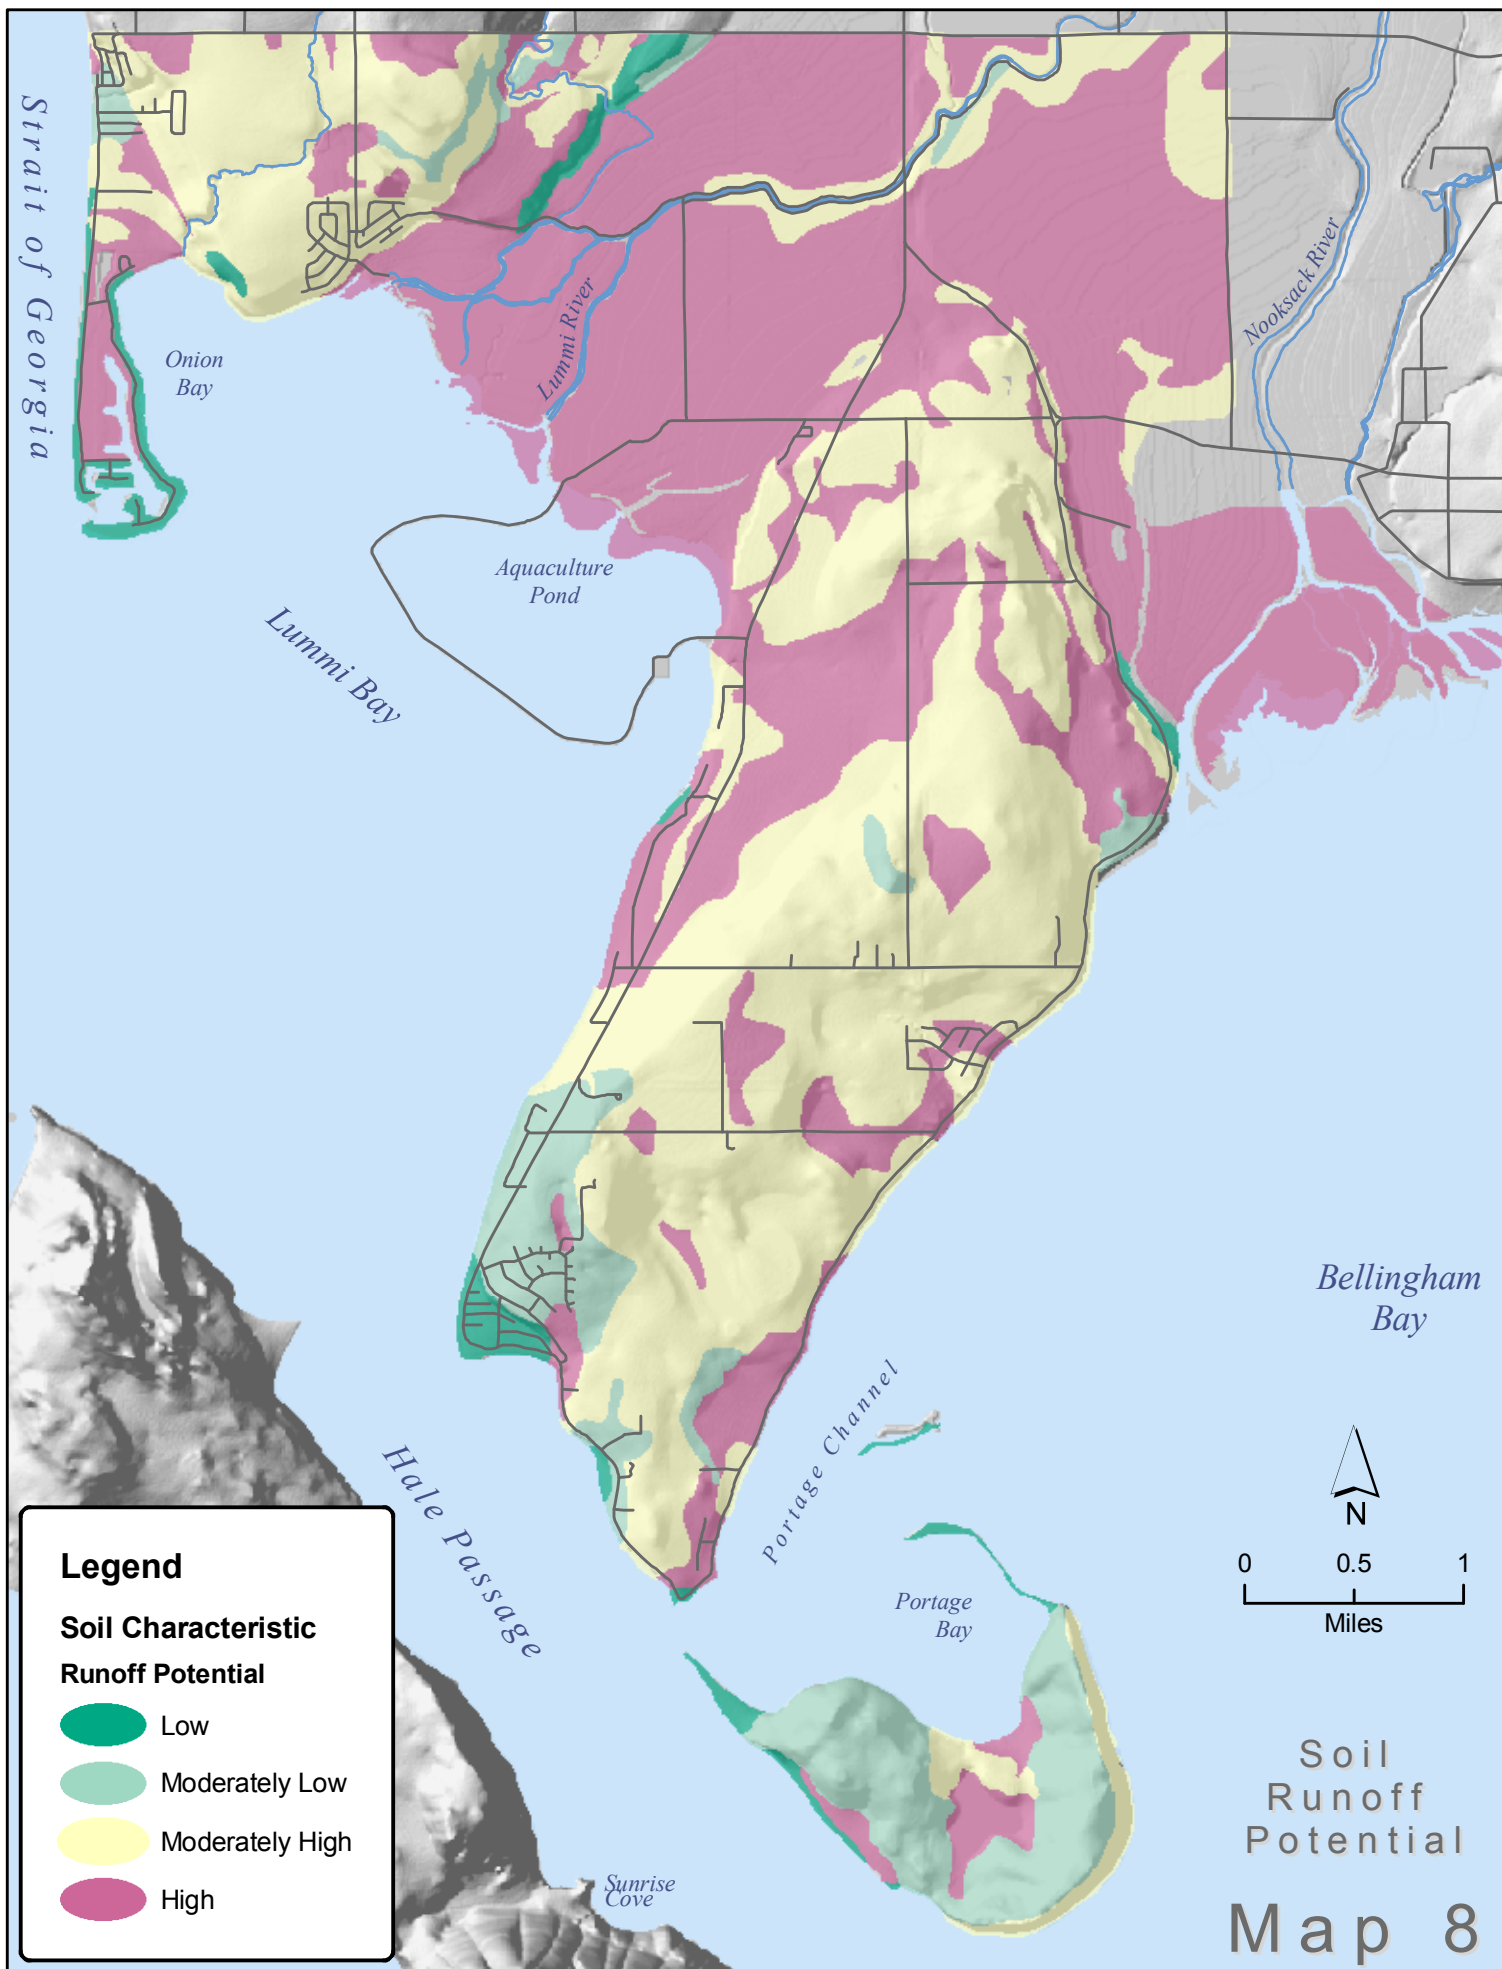 Strait of Georgia
Onion
Bay
Lummi River
Nooksack River
Aquaculture
Pond
Lummi Bay
Bellingham
Bay
Portage Channel
Hale Passage
Portage
Bay
Sunrise
Cove
N
0 0.5 1
Miles
Legend
Soil Characteristic
Runoff Potential
Low
Moderately Low
Moderately High
High
Soil
Runoff
Potential
Map 8